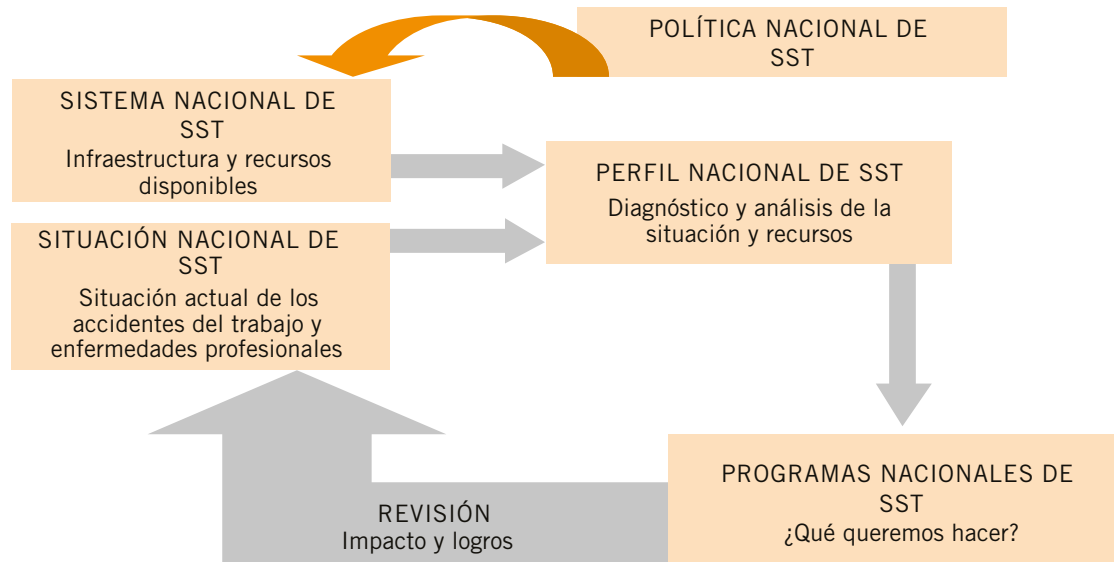 POLÍTICA NACIONAL DE
SST
SISTEMA NACIONAL DE
SST
Infraestructura y recursos
disponibles
PERFIL NACIONAL DE SST
Diagnóstico y análisis de la
situación y recursos
SITUACIÓN NACIONAL DE
SST
Situación actual de los
accidentes del trabajo y
enfermedades profesionales
PROGRAMAS NACIONALES DE
SST
¿Qué queremos hacer?
REVISIÓN
Impacto y logros